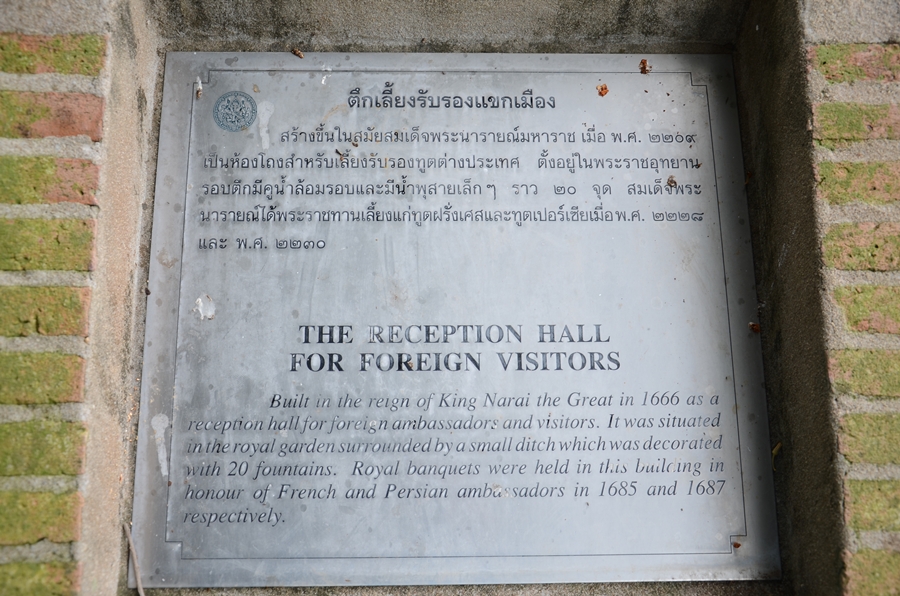 ตึกเลี้ยงรับรองแขกเมือง
สร้างขึ้นในสมัยสมเด็จพระนารายณ์มหาราช เมื่อ พ.ศ. ๒๒๐๙
เป็นห้องโถงสำหรับเลี้ยงรับรองทูตต่างประเทศ ตั้งอยู่ในพระราชอุทยาน
รอบตึกมีคูน้ำล้อมรอบและมีน้ำพุสายเล็กๆ ราว ๒๐ จุด สมเด็จพระ
นารายณ์ได้พระราชทานเลี้ยงแก่ทูตฝรั่งเศสและทูตเปอร์เซียเมื่อพ.ศ. ๒๒๒๘
และ พ.ศ. ๒๒๓๐
THE RECEPTION HALL
FOR FOREIGN VISITORS
Built in the reign of King Narai the Great in 1666 as a
reception hall for foreign ambassadors and visitors. It was situated
in the royal garden surrounded by a small ditch which was decorated
with 20 fountains. Royal banquets were held in this building in
honour of French and Persian ambassadors in 1685 and 1687
respectively.